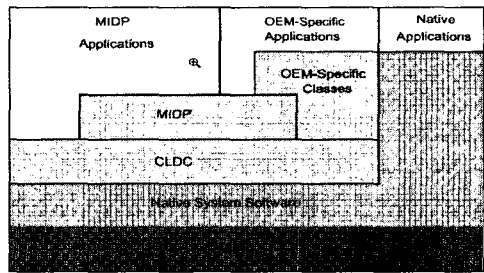 MIDP
Applications
OEM-Specific
Applications
Native
Applications
OEM-Specific
Classes
MIDP
CLDC
Native System Software